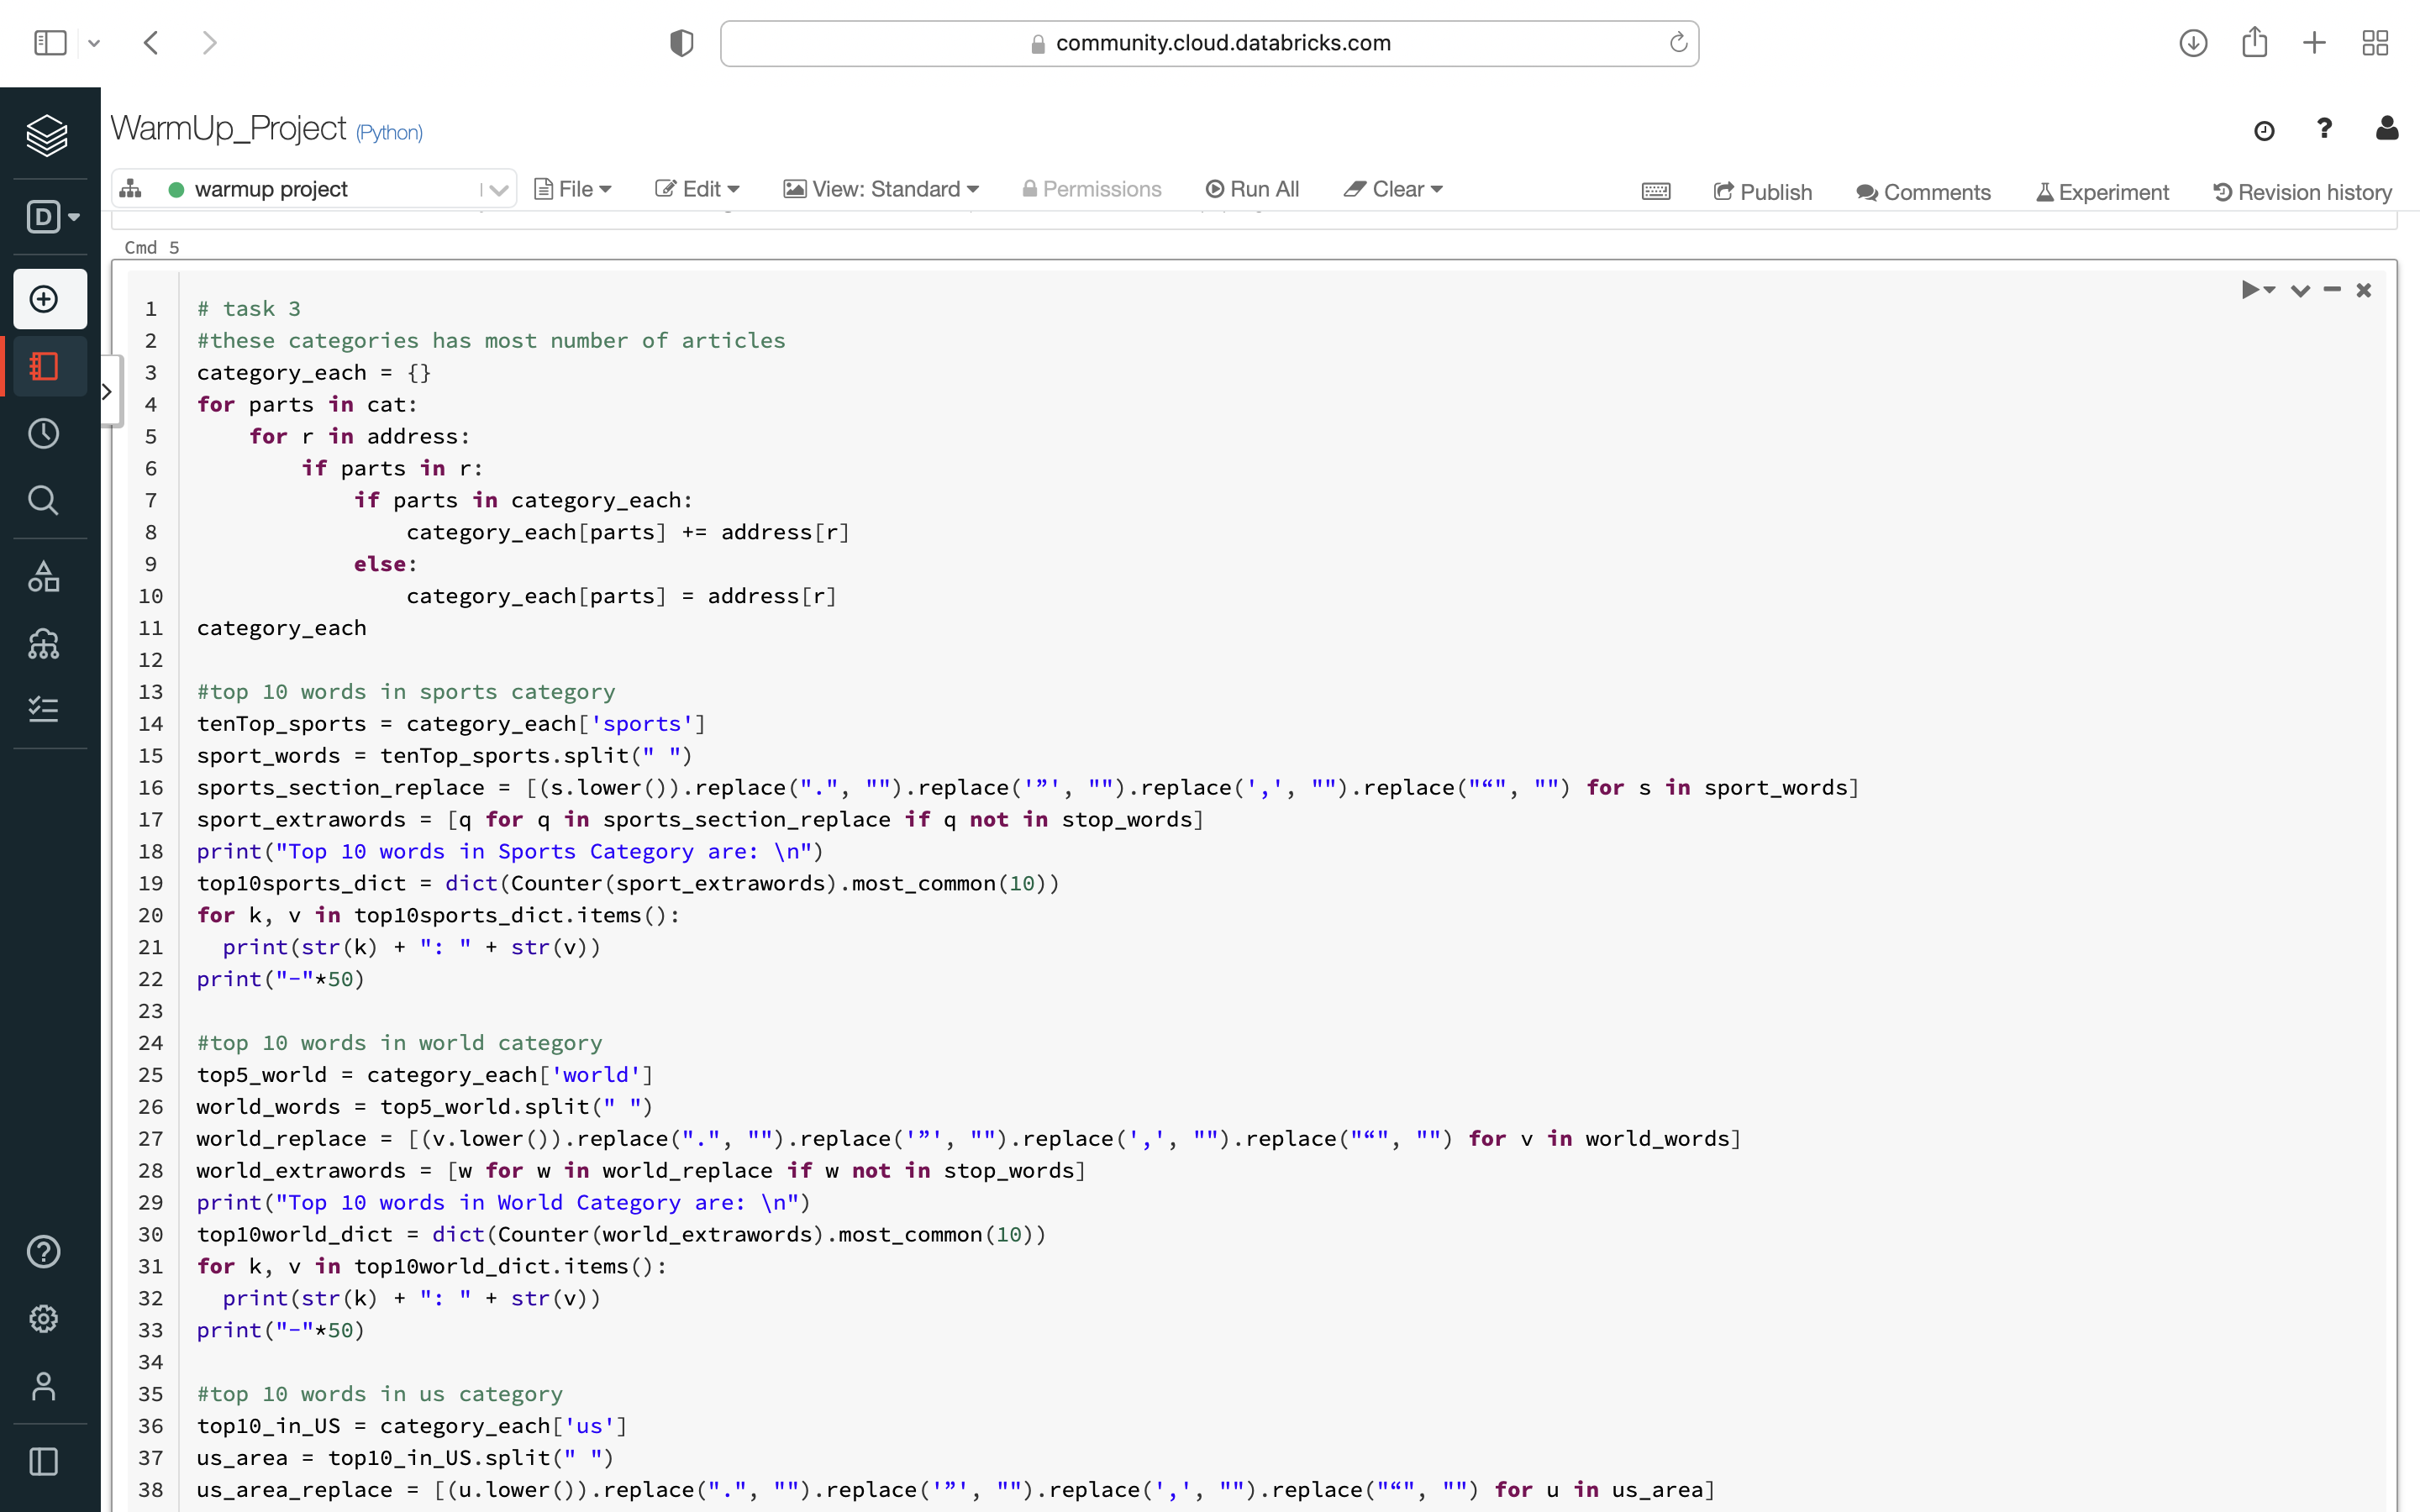 community.cloud.databricks.com
WarmUp_Project (Python)
?
D
warmup project
File
Edit
View: Standard
Permissions
Run All
Clear
Publish
Comments
Experiment
Revision history
Cmd 5
1 # task 3
2 #these categories has most number of articles
3 category_each = {}
4 for parts in cat:
5     for r in address:
6         if parts in r:
7             if parts in category_each:
8                 category_each[parts] += address[r]
9             else:
10                 category_each[parts] = address[r]
11 category_each
12
13 #top 10 words in sports category
14 tenTop_sports = category_each['sports']
15 sport_words = tenTop_sports.split(" ")
16 sports_section_replace = [(s.lower()).replace(".", "").replace('”', "").replace(',', "").replace("“", "") for s in sport_words]
17 sport_extrawords = [q for q in sports_section_replace if q not in stop_words]
18 print("Top 10 words in Sports Category are: \n")
19 top10sports_dict = dict(Counter(sport_extrawords).most_common(10))
20 for k, v in top10sports_dict.items():
21   print(str(k) + ": " + str(v))
22 print("-"*50)
23
24 #top 10 words in world category
25 top5_world = category_each['world']
26 world_words = top5_world.split(" ")
27 world_replace = [(v.lower()).replace(".", "").replace('”', "").replace(',', "").replace("“", "") for v in world_words]
28 world_extrawords = [w for w in world_replace if w not in stop_words]
29 print("Top 10 words in World Category are: \n")
30 top10world_dict = dict(Counter(world_extrawords).most_common(10))
31 for k, v in top10world_dict.items():
32   print(str(k) + ": " + str(v))
33 print("-"*50)
34
35 #top 10 words in us category
36 top10_in_US = category_each['us']
37 us_area = top10_in_US.split(" ")
38 us_area_replace = [(u.lower()).replace(".", "").replace('”', "").replace(',', "").replace("“", "") for u in us_area]